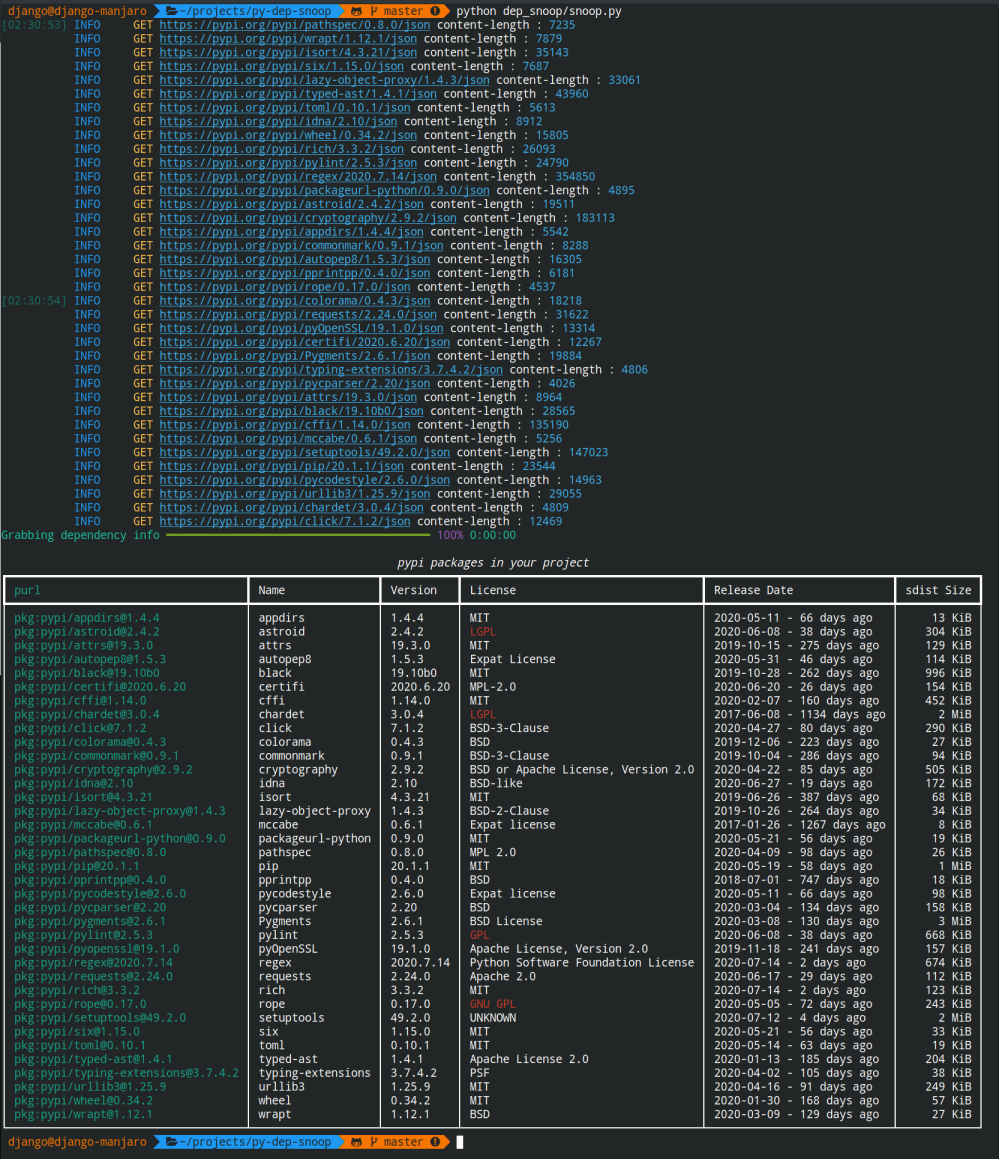 django@django-manjaro ~/projects/py-dep-snoop master python dep_snoop/snoop.py
[02:30:53] INFO GET https://pypi.org/pypi/pathspec/0.8.0/json content-length : 7235
INFO GET https://pypi.org/pypi/wrapt/1.12.1/json content-length : 7879
INFO GET https://pypi.org/pypi/isort/4.3.21/json content-length : 35143
INFO GET https://pypi.org/pypi/six/1.15.0/json content-length : 7687
INFO GET https://pypi.org/pypi/lazy-object-proxy/1.4.3/json content-length : 33061
INFO GET https://pypi.org/pypi/typed-ast/1.4.1/json content-length : 43960
INFO GET https://pypi.org/pypi/toml/0.10.1/json content-length : 5613
INFO GET https://pypi.org/pypi/idna/2.10/json content-length : 8912
INFO GET https://pypi.org/pypi/wheel/0.34.2/json content-length : 15805
INFO GET https://pypi.org/pypi/rich/3.3.2/json content-length : 26093
INFO GET https://pypi.org/pypi/pylint/2.5.3/json content-length : 24790
INFO GET https://pypi.org/pypi/regex/2020.7.14/json content-length : 354850
INFO GET https://pypi.org/pypi/packageurl-python/0.9.0/json content-length : 4895
INFO GET https://pypi.org/pypi/astroid/2.4.2/json content-length : 19511
INFO GET https://pypi.org/pypi/cryptography/2.9.2/json content-length : 183113
INFO GET https://pypi.org/pypi/appdirs/1.4.4/json content-length : 5542
INFO GET https://pypi.org/pypi/commonmark/0.9.1/json content-length : 8288
INFO GET https://pypi.org/pypi/autopep8/1.5.3/json content-length : 16305
INFO GET https://pypi.org/pypi/pprintpp/0.4.0/json content-length : 6181
INFO GET https://pypi.org/pypi/rope/0.17.0/json content-length : 4537
[02:30:54] INFO GET https://pypi.org/pypi/colorama/0.4.3/json content-length : 18218
INFO GET https://pypi.org/pypi/requests/2.24.0/json content-length : 31622
INFO GET https://pypi.org/pypi/pyOpenSSL/19.1.0/json content-length : 13314
INFO GET https://pypi.org/pypi/certifi/2020.6.20/json content-length : 12267
INFO GET https://pypi.org/pypi/Pygments/2.6.1/json content-length : 19884
INFO GET https://pypi.org/pypi/typing-extensions/3.7.4.2/json content-length : 4806
INFO GET https://pypi.org/pypi/pycparser/2.20/json content-length : 4026
INFO GET https://pypi.org/pypi/attrs/19.3.0/json content-length : 8964
INFO GET https://pypi.org/pypi/black/19.10b0/json content-length : 28565
INFO GET https://pypi.org/pypi/cffi/1.14.0/json content-length : 135190
INFO GET https://pypi.org/pypi/mccabe/0.6.1/json content-length : 5256
INFO GET https://pypi.org/pypi/setuptools/49.2.0/json content-length : 147023
INFO GET https://pypi.org/pypi/pip/20.1.1/json content-length : 23544
INFO GET https://pypi.org/pypi/pycodestyle/2.6.0/json content-length : 14963
INFO GET https://pypi.org/pypi/urllib3/1.25.9/json content-length : 29055
INFO GET https://pypi.org/pypi/chardet/3.0.4/json content-length : 4809
INFO GET https://pypi.org/pypi/click/7.1.2/json content-length : 12469
Grabbing dependency info 100% 0:00:00
pypi packages in your project
purl Name Version License Release Date sdist Size
pkg:pypi/appdirs@1.4.4 appdirs 1.4.4 MIT 2020-05-11 - 66 days ago 13 KiB
pkg:pypi/astroid@2.4.2 astroid 2.4.2 LGPL 2020-06-08 - 38 days ago 304 KiB
pkg:pypi/attrs@19.3.0 attrs 19.3.0 MIT 2019-10-15 - 275 days ago 129 KiB
pkg:pypi/autopep8@1.5.3 autopep8 1.5.3 Expat License 2020-05-31 - 46 days ago 114 KiB
pkg:pypi/black@19.10b0 black 19.10b0 MIT 2019-10-28 - 262 days ago 996 KiB
pkg:pypi/certifi@2020.6.20 certifi 2020.6.20 MPL-2.0 2020-06-20 - 26 days ago 154 KiB
pkg:pypi/cffi@1.14.0 cffi 1.14.0 MIT 2020-02-07 - 160 days ago 452 KiB
pkg:pypi/chardet@3.0.4 chardet 3.0.4 LGPL 2017-06-08 - 1134 days ago 2 MiB
pkg:pypi/click@7.1.2 click 7.1.2 BSD-3-Clause 2020-04-27 - 80 days ago 290 KiB
pkg:pypi/colorama@0.4.3 colorama 0.4.3 BSD 2019-12-06 - 223 days ago 27 KiB
pkg:pypi/commonmark@0.9.1 commonmark 0.9.1 BSD-3-Clause 2019-10-04 - 286 days ago 94 KiB
pkg:pypi/cryptography@2.9.2 cryptography 2.9.2 BSD or Apache License, Version 2.0 2020-04-22 - 85 days ago 505 KiB
pkg:pypi/idna@2.10 idna 2.10 BSD-like 2020-06-27 - 19 days ago 172 KiB
pkg:pypi/isort@4.3.21 isort 4.3.21 MIT 2019-06-26 - 387 days ago 68 KiB
pkg:pypi/lazy-object-proxy@1.4.3 lazy-object-proxy 1.4.3 BSD-2-Clause 2019-10-26 - 264 days ago 34 KiB
pkg:pypi/mccabe@0.6.1 mccabe 0.6.1 Expat license 2017-01-26 - 1267 days ago 8 KiB
pkg:pypi/packageurl-python@0.9.0 packageurl-python 0.9.0 MIT 2020-05-21 - 56 days ago 19 KiB
pkg:pypi/pathspec@0.8.0 pathspec 0.8.0 MPL 2.0 2020-04-09 - 98 days ago 26 KiB
pkg:pypi/pip@20.1.1 pip 20.1.1 MIT 2020-05-19 - 58 days ago 1 MiB
pkg:pypi/pprintpp@0.4.0 pprintpp 0.4.0 BSD 2018-07-01 - 747 days ago 18 KiB
pkg:pypi/pycodestyle@2.6.0 pycodestyle 2.6.0 Expat license 2020-05-11 - 66 days ago 98 KiB
pkg:pypi/pycparser@2.20 pycparser 2.20 BSD 2020-03-04 - 134 days ago 158 KiB
pkg:pypi/pygments@2.6.1 Pygments 2.6.1 BSD License 2020-03-08 - 130 days ago 3 MiB
pkg:pypi/pylint@2.5.3 pylint 2.5.3 GPL 2020-06-08 - 38 days ago 668 KiB
pkg:pypi/pyopenssl@19.1.0 pyOpenSSL 19.1.0 Apache License, Version 2.0 2019-11-18 - 241 days ago 157 KiB
pkg:pypi/regex@2020.7.14 regex 2020.7.14 Python Software Foundation License 2020-07-14 - 2 days ago 674 KiB
pkg:pypi/requests@2.24.0 requests 2.24.0 Apache 2.0 2020-06-17 - 29 days ago 112 KiB
pkg:pypi/rich@3.3.2 rich 3.3.2 MIT 2020-07-14 - 2 days ago 123 KiB
pkg:pypi/rope@0.17.0 rope 0.17.0 GNU GPL 2020-05-05 - 72 days ago 243 KiB
pkg:pypi/setuptools@49.2.0 setuptools 49.2.0 UNKNOWN 2020-07-12 - 4 days ago 2 MiB
pkg:pypi/six@1.15.0 six 1.15.0 MIT 2020-05-21 - 56 days ago 33 KiB
pkg:pypi/toml@0.10.1 toml 0.10.1 MIT 2020-05-14 - 63 days ago 19 KiB
pkg:pypi/typed-ast@1.4.1 typed-ast 1.4.1 Apache License 2.0 2020-01-13 - 185 days ago 204 KiB
pkg:pypi/typing-extensions@3.7.4.2 typing-extensions 3.7.4.2 PSF 2020-04-02 - 105 days ago 38 KiB
pkg:pypi/urllib3@1.25.9 urllib3 1.25.9 MIT 2020-04-16 - 91 days ago 249 KiB
pkg:pypi/wheel@0.34.2 wheel 0.34.2 MIT 2020-01-30 - 168 days ago 57 KiB
pkg:pypi/wrapt@1.12.1 wrapt 1.12.1 BSD 2020-03-09 - 129 days ago 27 KiB
django@django-manjaro ~/projects/py-dep-snoop master